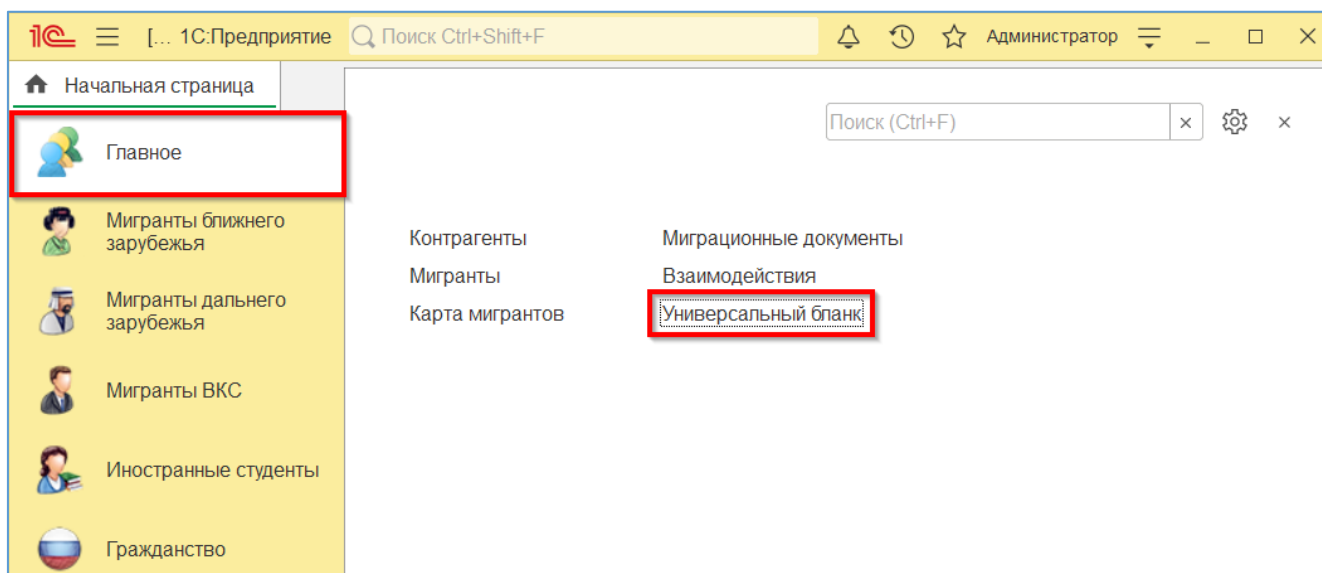 1С [... 1С:Предприятие Поиск Ctrl+Shift+F Администратор
Начальная страница
Поиск (Ctrl+F)
Главное
Мигранты ближнего
зарубежья
Контрагенты Миграционные документы
Мигранты Взаимодействия
Мигранты дальнего
зарубежья
Карта мигрантов Универсальный бланк
Мигранты ВКС
Иностранные студенты
Гражданство